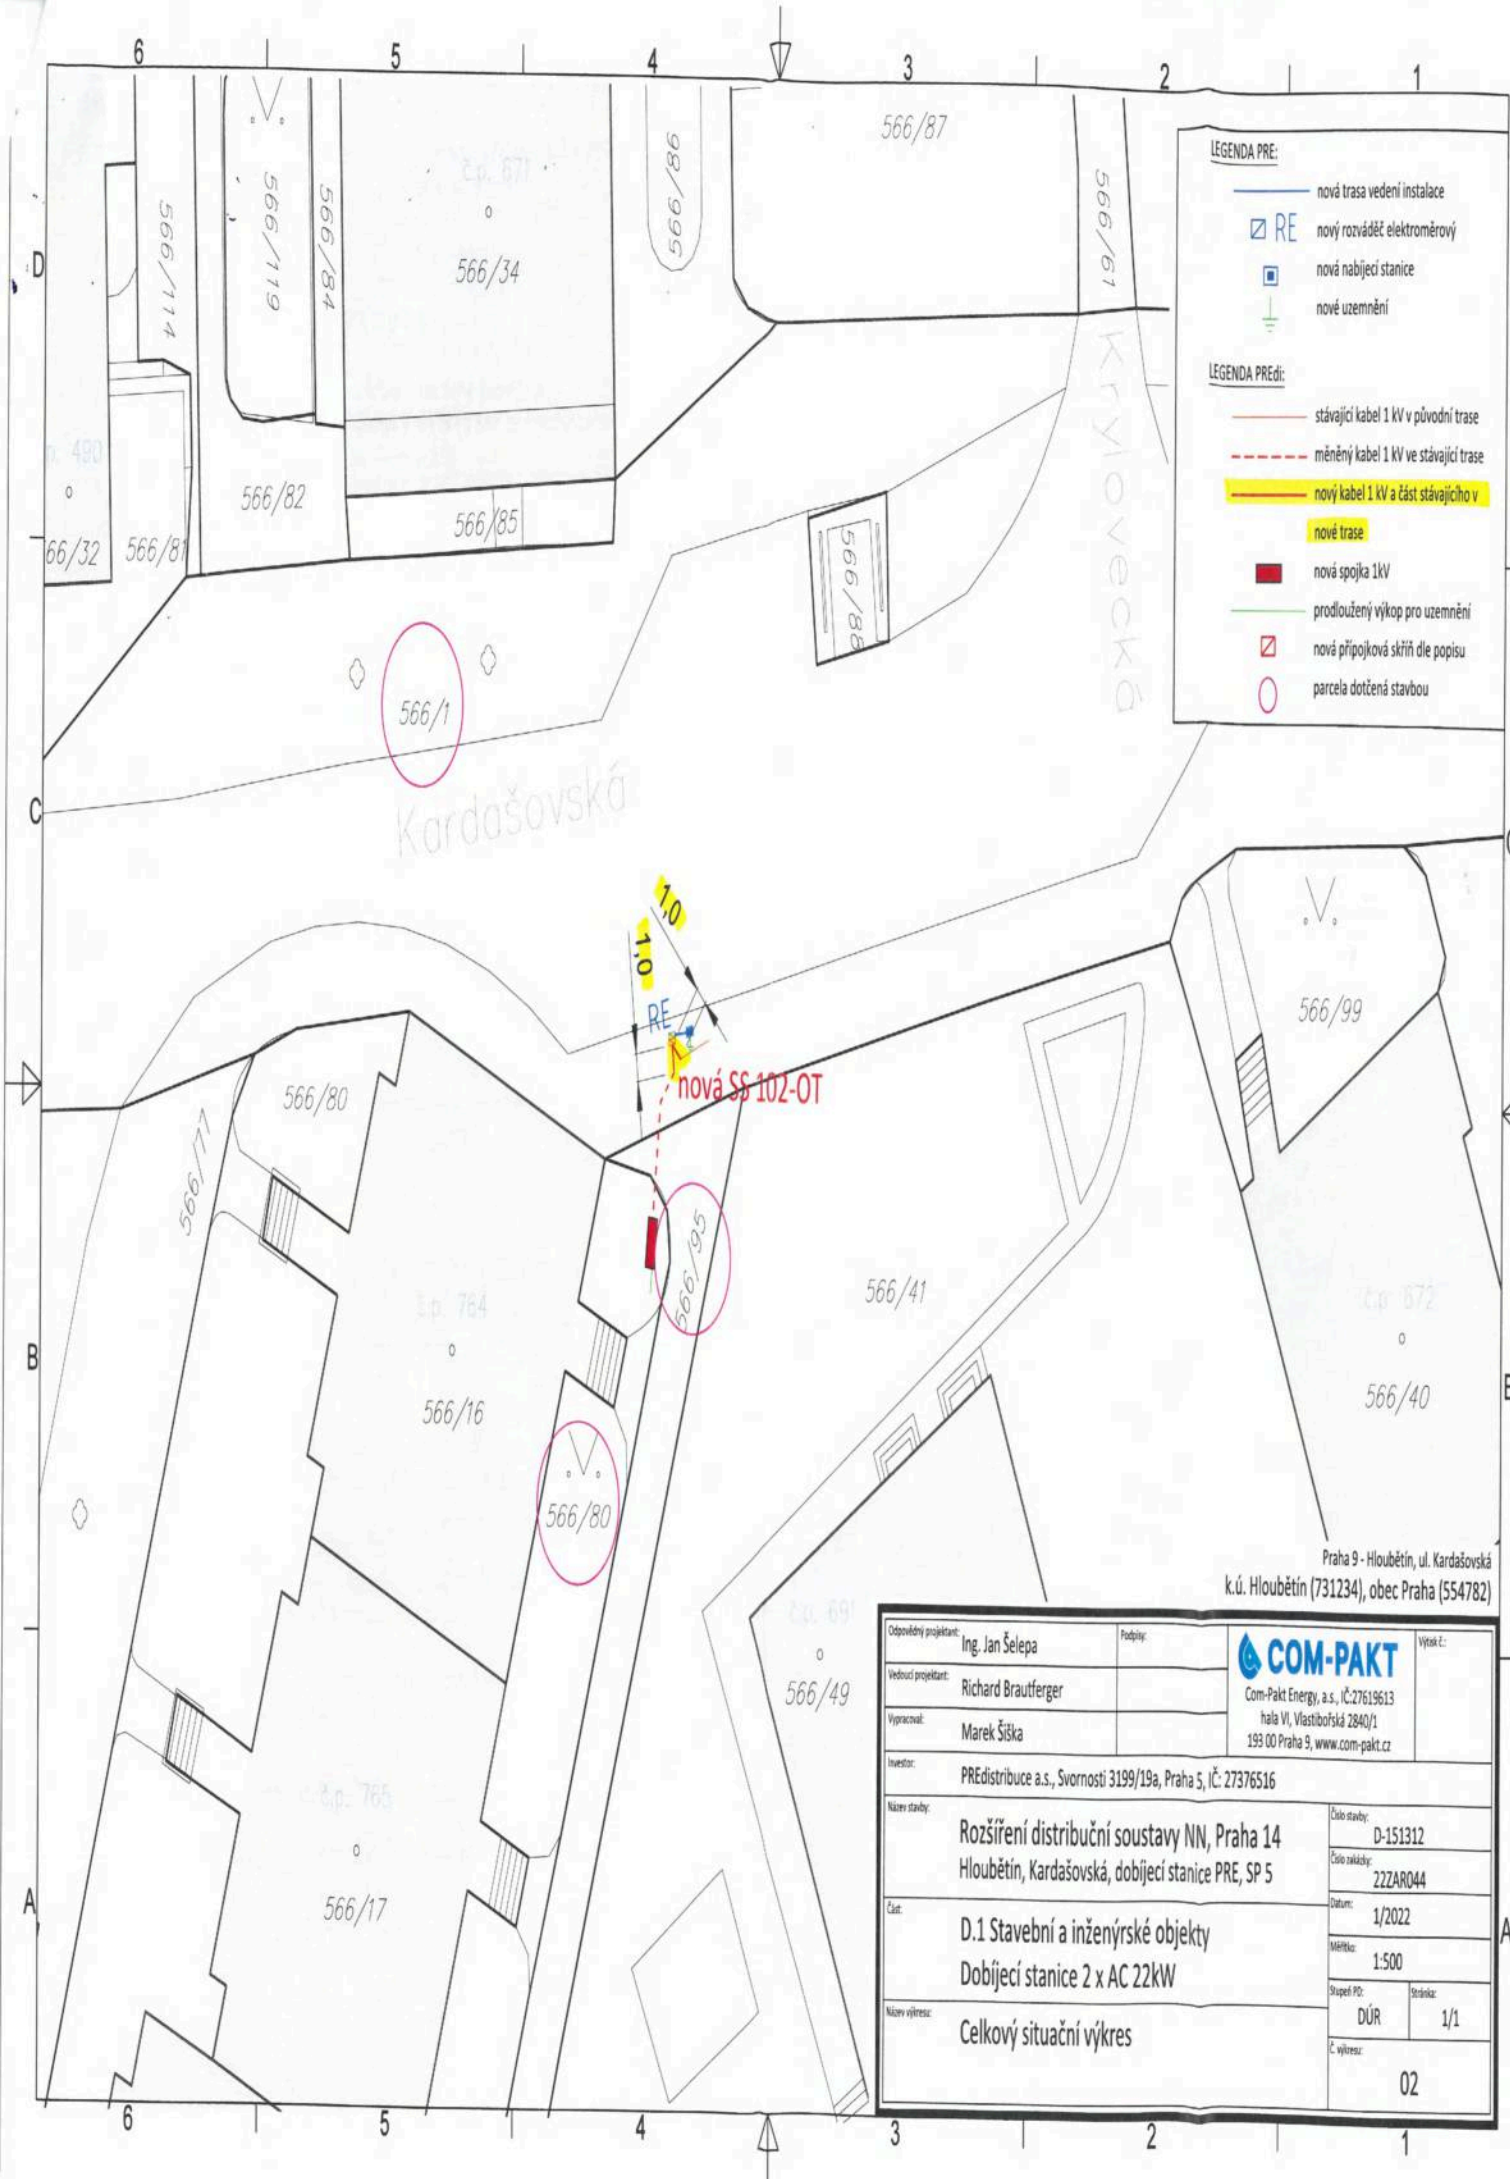 6 5 4 3 2 1
D
C
B
A
566/114
566/119
566/84
č.p. 671
566/34
566/86
566/87
566/61
Krylovecká
č.p. 490
566/81
566/82
566/85
566/88
566/1
Kardašovská
LEGENDA PRE:
nová trasa vedení instalace
RE nový rozváděč elektroměrový
nová nabíjecí stanice
nové uzemnění
LEGENDA PREdi:
stávající kabel 1 kV v původní trase
měněný kabel 1 kV ve stávající trase
nový kabel 1 kV a část stávajícího v
nové trase
nová spojka 1kV
prodloužený výkop pro uzemnění
nová přípojková skříň dle popisu
parcela dotčená stavbou
1,0
1,0
RE
nová SS 102-OT
566/99
566/80
566/77
566/95
566/41
č.p. 764
566/16
č.p. 672
566/40
566/80
č.p. 691
566/49
č.p. 765
566/17
Praha 9 - Hloubětín, ul. Kardašovská
k.ú. Hloubětín (731234), obec Praha (554782)
Odpovědný projektant: Ing. Jan Šelepa
Podpisy:
Vedoucí projektant: Richard Brautferger
Vypracoval: Marek Šiška
COM-PAKT
Com-Pakt Energy, a.s., IČ:27619613
hala VI, Vlastibořská 2840/1
193 00 Praha 9, www.com-pakt.cz
Výtisk č.:
Investor: PREdistribuce a.s., Svornosti 3199/19a, Praha 5, IČ: 27376516
Název stavby: Rozšíření distribuční soustavy NN, Praha 14
Hloubětín, Kardašovská, dobíjecí stanice PRE, SP 5
Číslo stavby: D-151312
Číslo zakázky: 22ZAR044
Část: D.1 Stavební a inženýrské objekty
Dobíjecí stanice 2 x AC 22kW
Datum: 1/2022
Měřítko: 1:500
Stupeň PD: DÚR
Stránka: 1/1
Název výkresu: Celkový situační výkres
Č. výkresu: 02
A
6 5 4 3 2 1